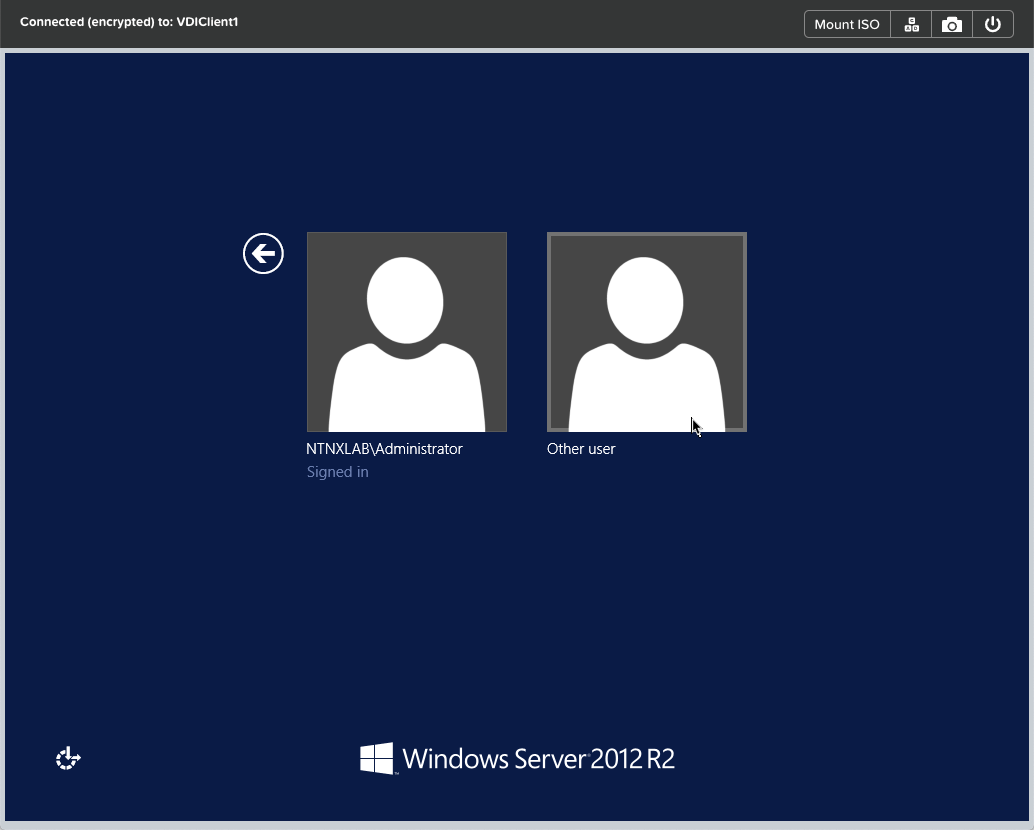 Connected (encrypted) to: VDIClient1
Mount ISO
NTNXLAB\Administrator
Signed in
Other user
Windows Server 2012 R2